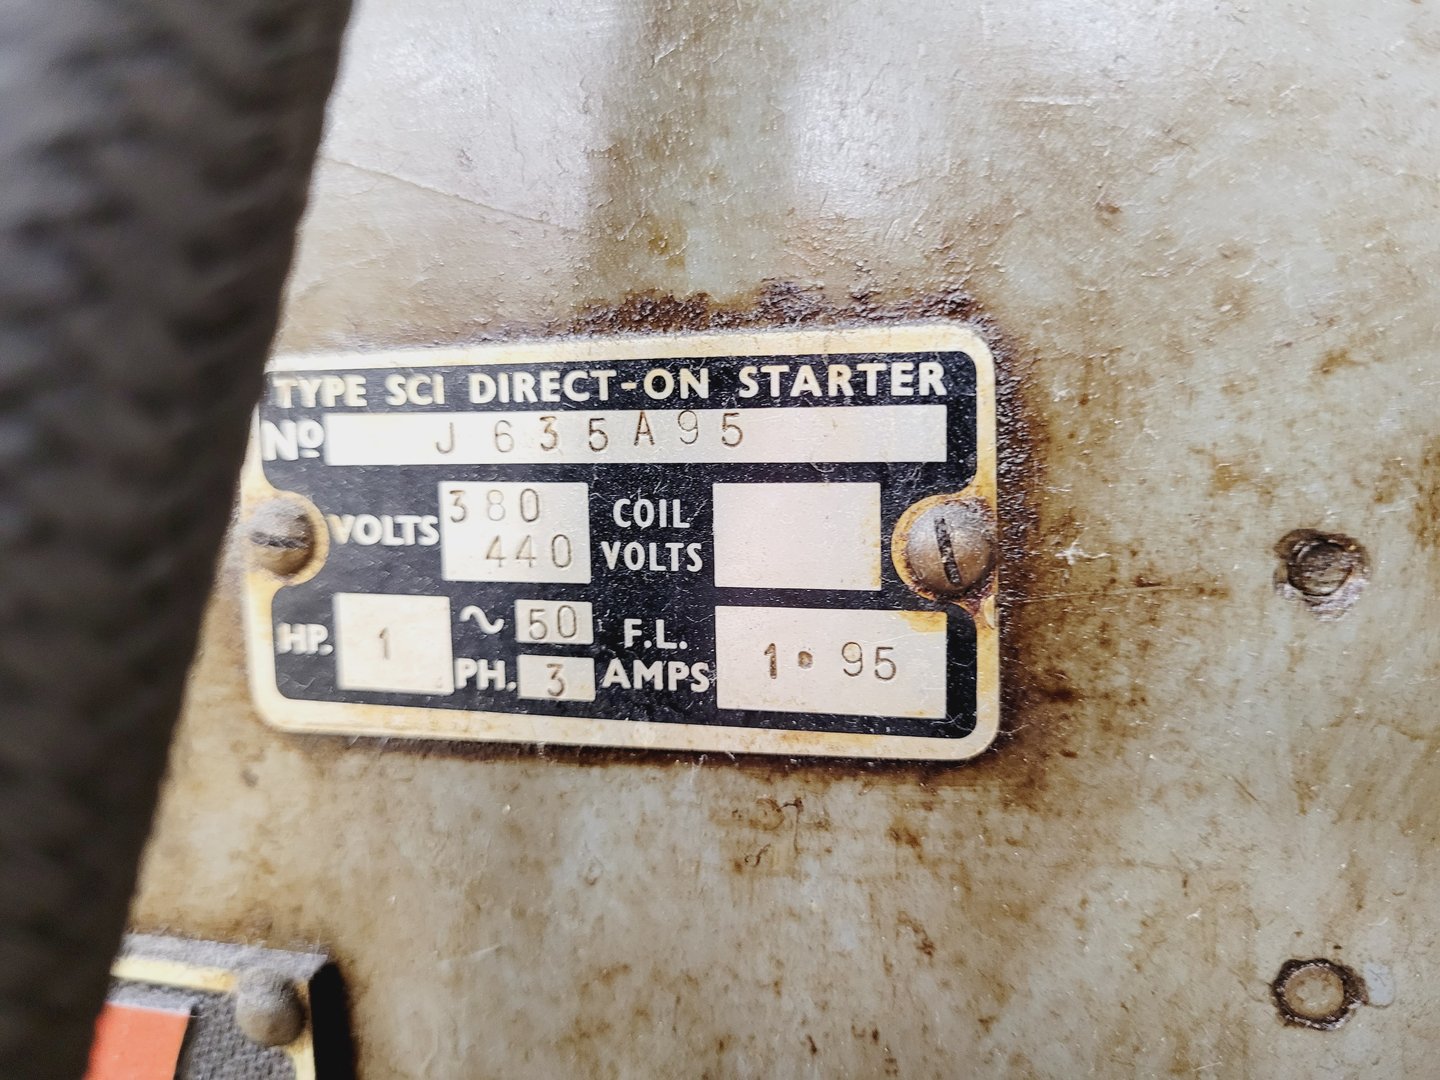 TYPE SCI DIRECT-ON STARTER
Nº J635A95
VOLTS 380 440 COIL VOLTS
HP. 1 ~ 50 PH. 3 F.L. AMPS 1.95